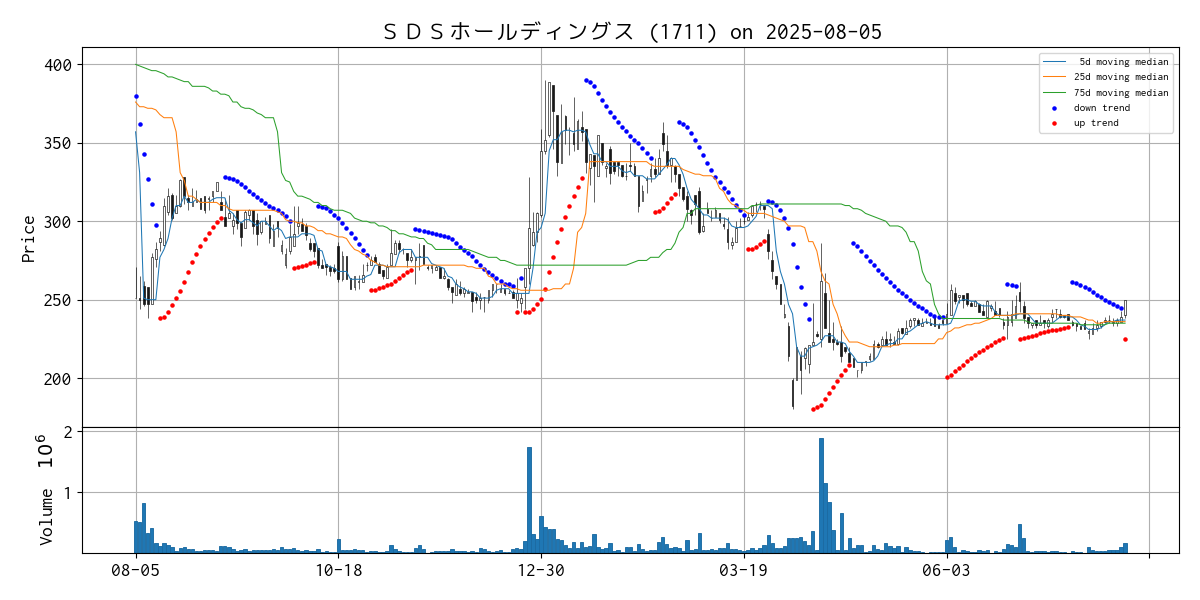 ＳＤＳホールディングス (1711) on 2025-08-05
400
350
300
250
200
Price
5d moving median
25d moving median
75d moving median
down trend
up trend
2
1
Volume 10^6
08-05
10-18
12-30
03-19
06-03